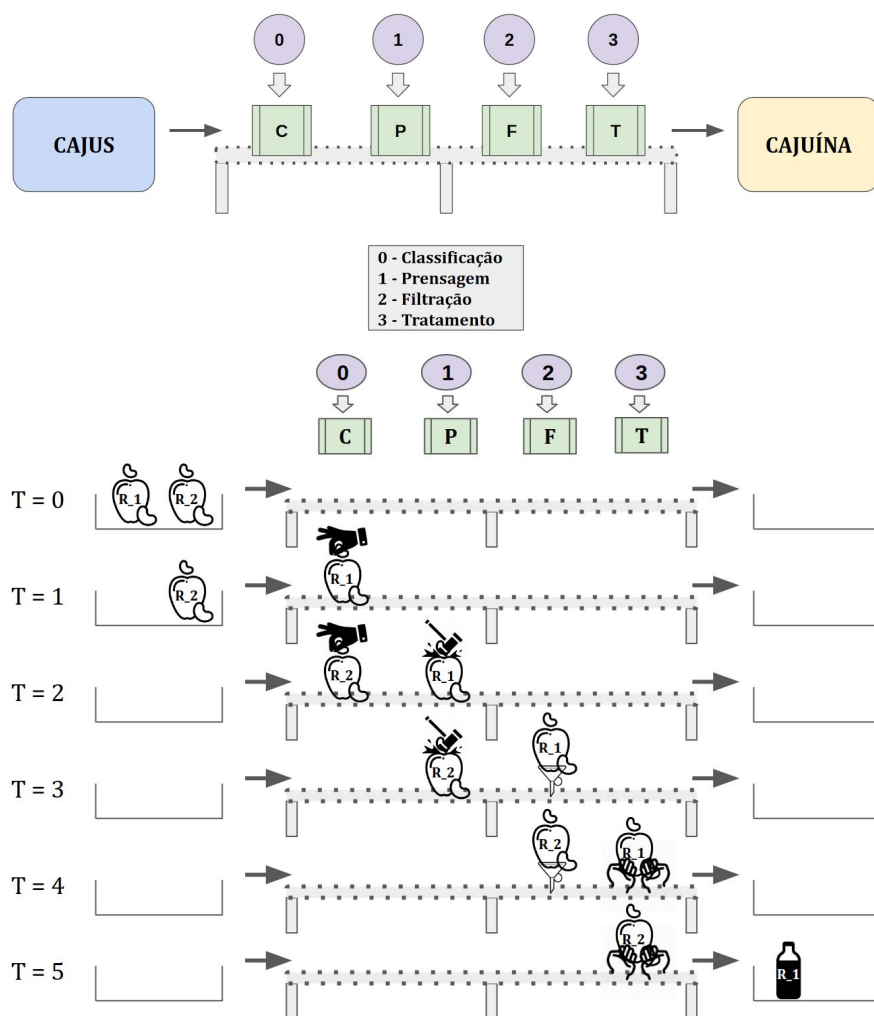 0 1 2 3
CAJUS C P F T CAJUÍNA
0 - Classificação
1 - Prensagem
2 - Filtração
3 - Tratamento
0 1 2 3
C P F T
T = 0 R_1 R_2
T = 1 R_2 R_1
T = 2 R_2 R_1
T = 3 R_2 R_1
T = 4 R_2 R_1
T = 5 R_2 R_1